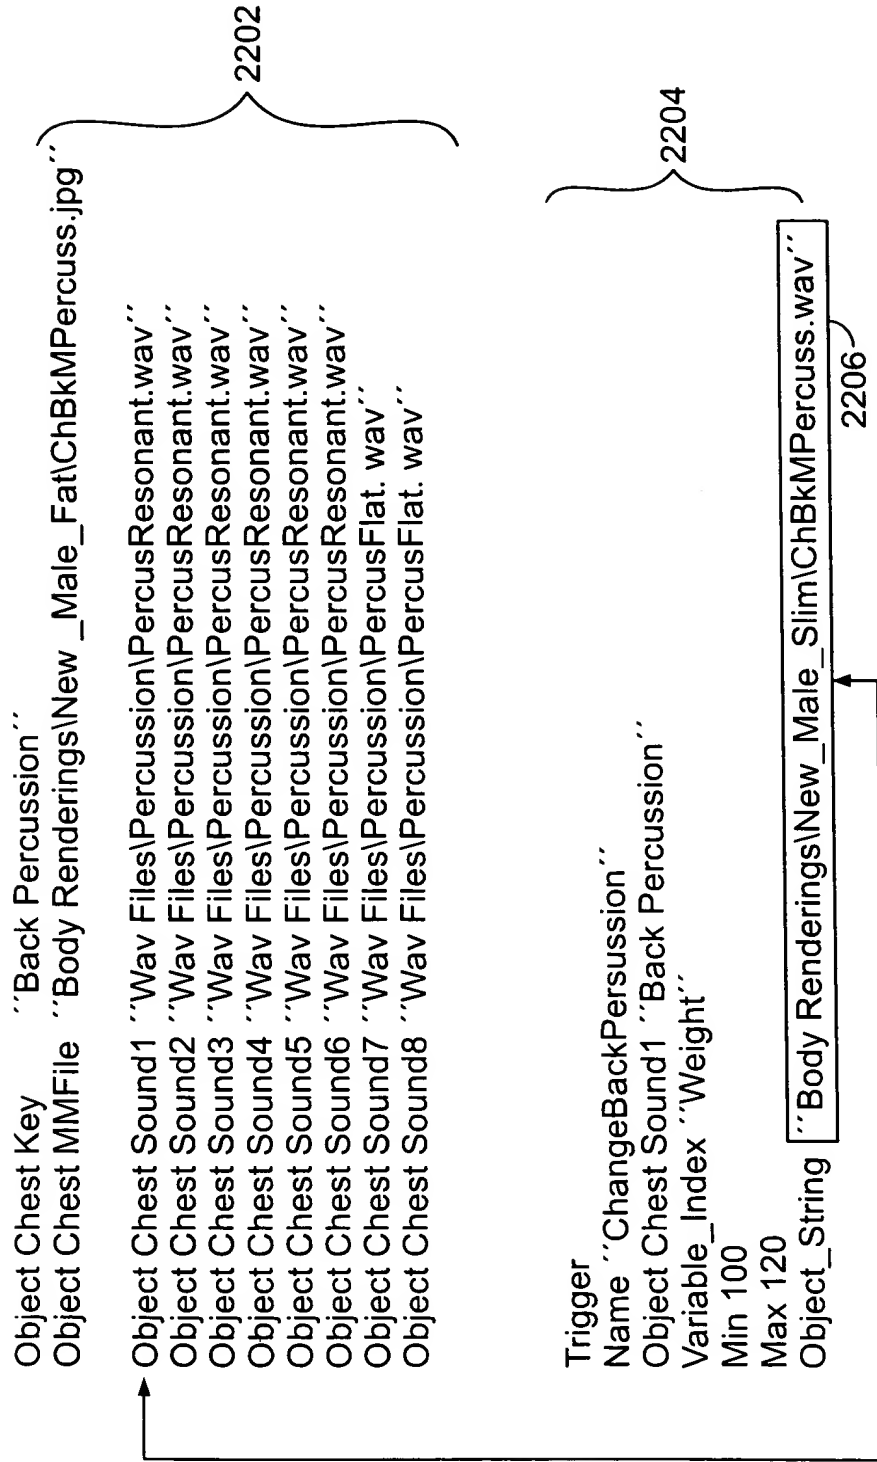 Object Chest Key ´´Back Percussion´´
Object Chest MMFile ´´Body Renderings\New _Male_Fat\ChBkMPercuss.jpg´´
Object Chest Sound1 ´´Wav Files\Percussion\PercusResonant.wav´´
Object Chest Sound2 ´´Wav Files\Percussion\PercusResonant.wav´´
Object Chest Sound3 ´´Wav Files\Percussion\PercusResonant.wav´´
Object Chest Sound4 ´´Wav Files\Percussion\PercusResonant.wav´´
Object Chest Sound5 ´´Wav Files\Percussion\PercusResonant.wav´´
Object Chest Sound6 ´´Wav Files\Percussion\PercusResonant.wav´´
Object Chest Sound7 ´´Wav Files\Percussion\PercusFlat. wav´´
Object Chest Sound8 ´´Wav Files\Percussion\PercusFlat. wav´´
2202
Trigger
Name ´´ChangeBackPersussion´´
Object Chest Sound1 ´´Back Percussion´´
Variable_Index ´´Weight´´
Min 100
Max 120
Object_String ´´Body Renderings\New_Male_Slim\ChBkMPercuss.wav´´
2204
2206